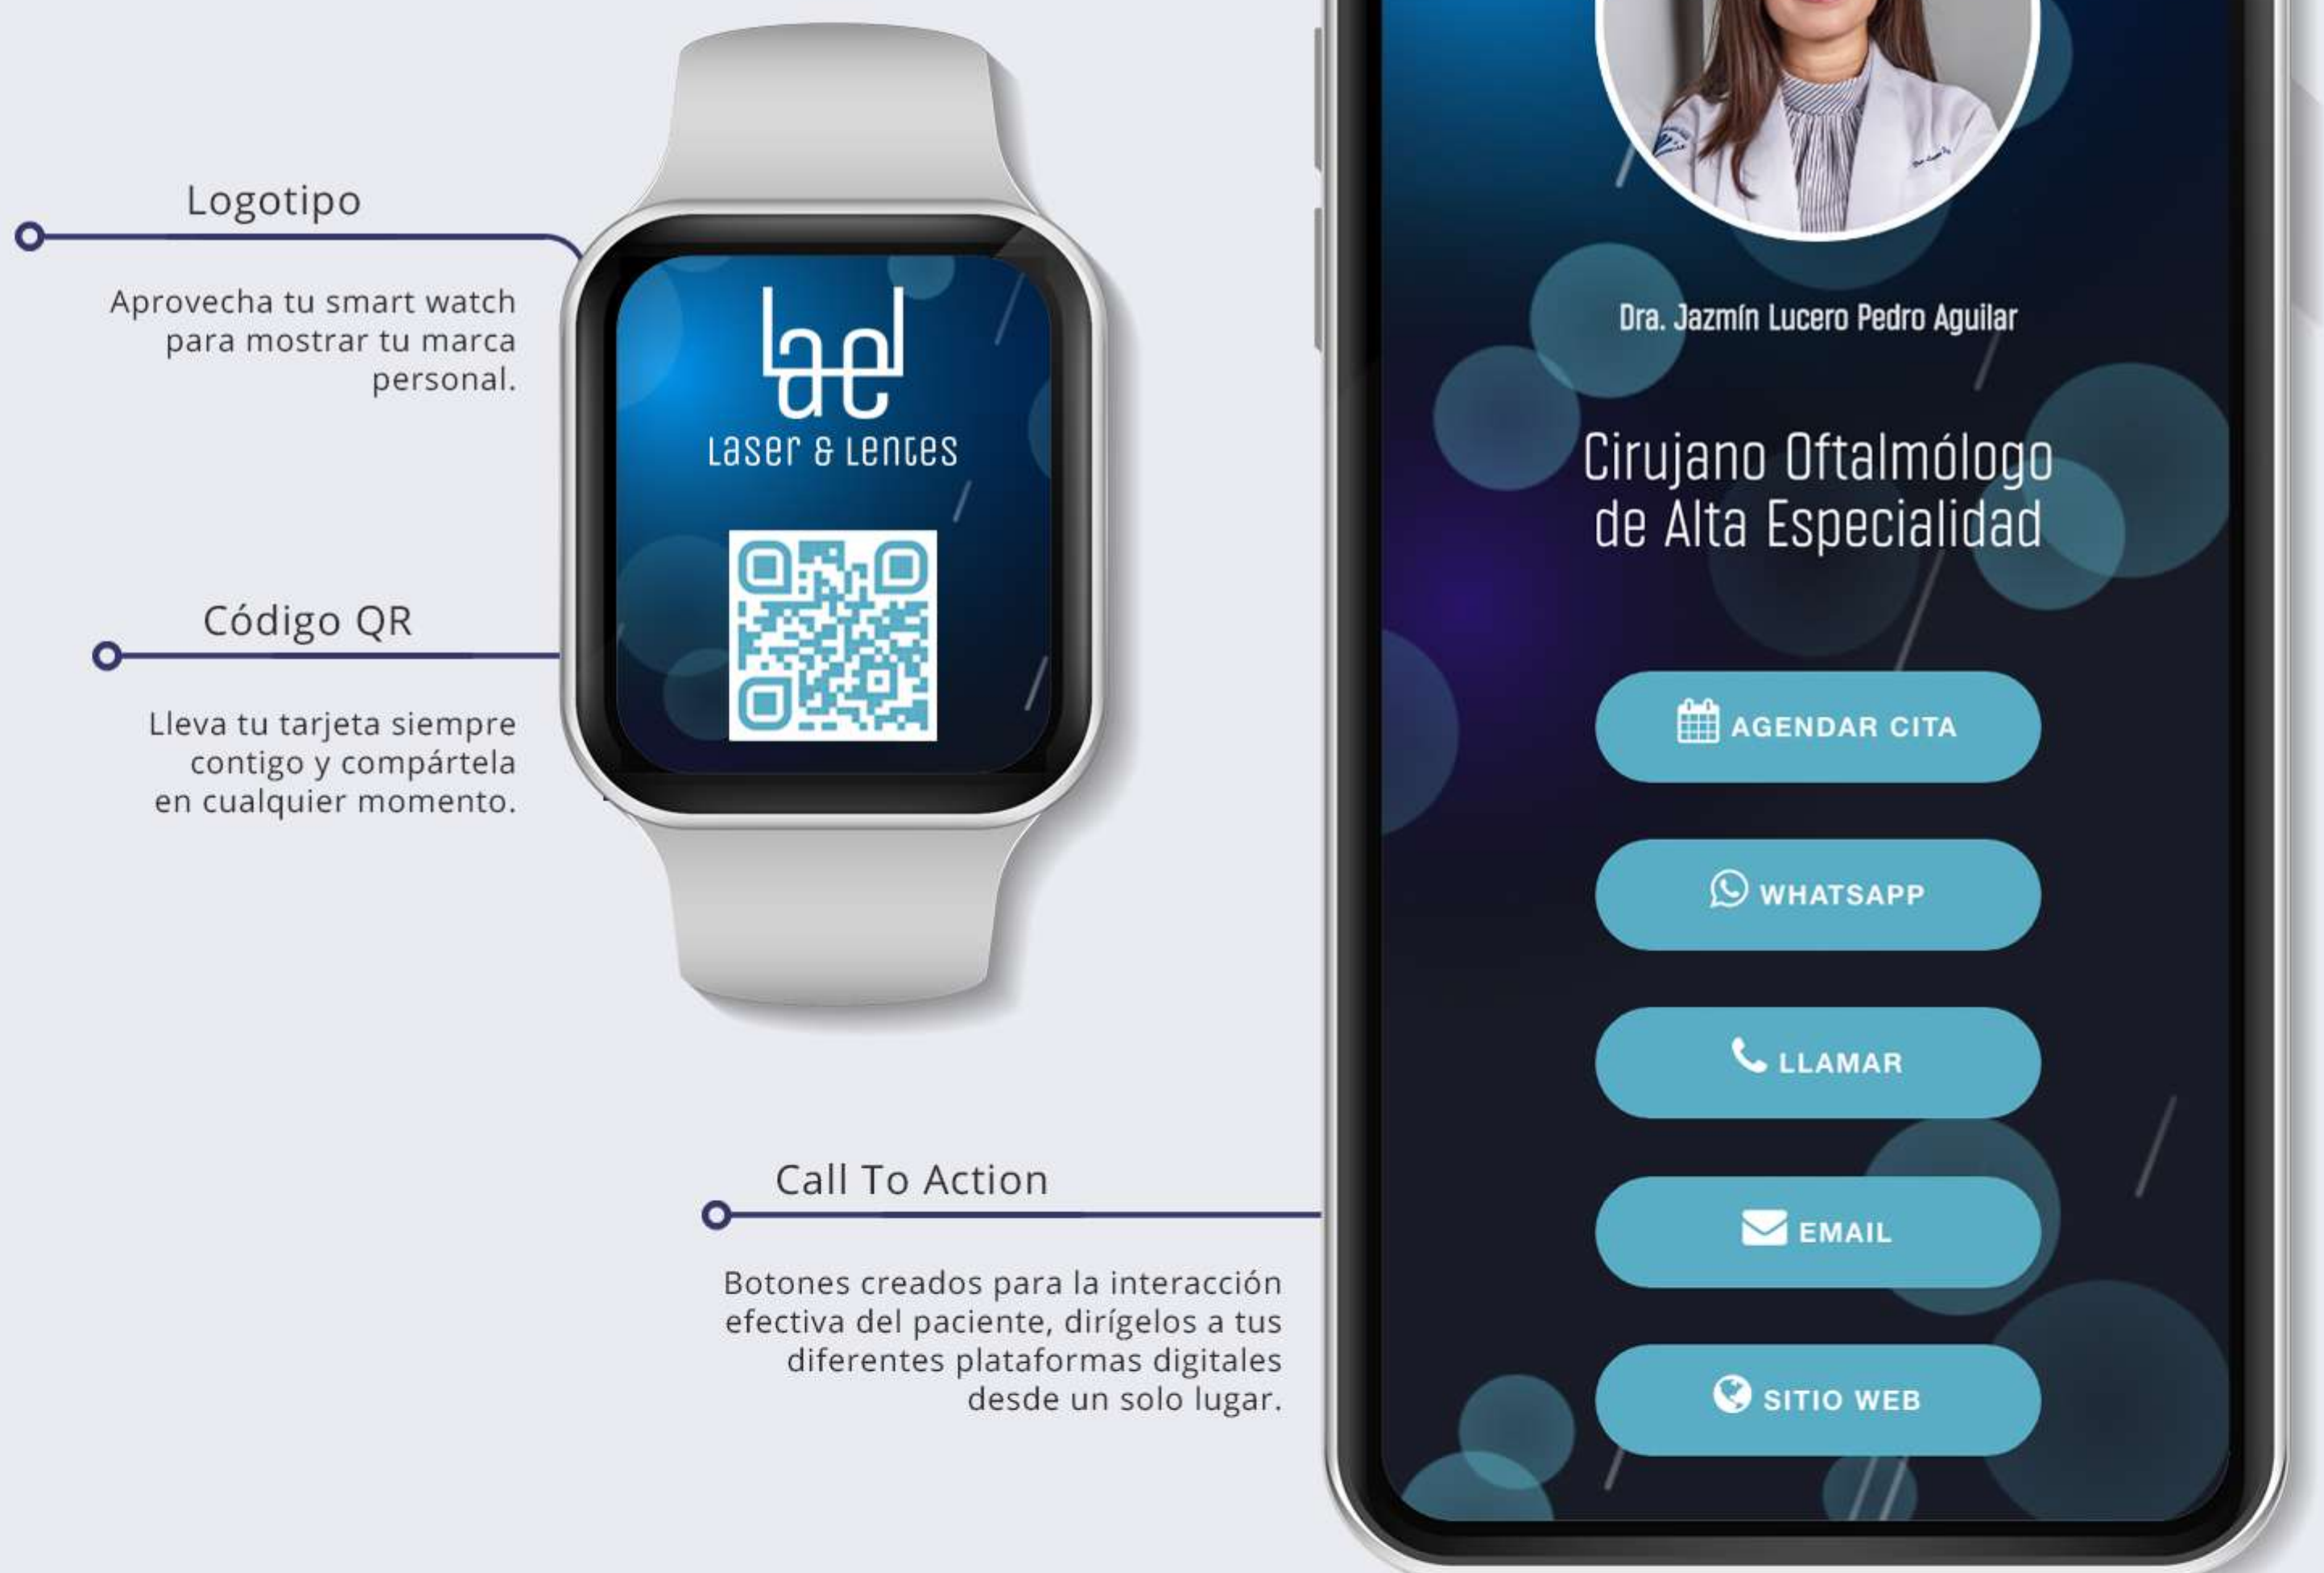 Logotipo
Aprovecha tu smart watch
para mostrar tu marca
personal.
Código QR
Lleva tu tarjeta siempre
contigo y compártela
en cualquier momento.
lael
Laser & Lentes
Call To Action
Botones creados para la interacción
efectiva del paciente, dirígelos a tus
diferentes plataformas digitales
desde un solo lugar.
Dra. Jazmín Lucero Pedro Aguilar
Cirujano Oftalmólogo
de Alta Especialidad
AGENDAR CITA
WHATSAPP
LLAMAR
EMAIL
SITIO WEB